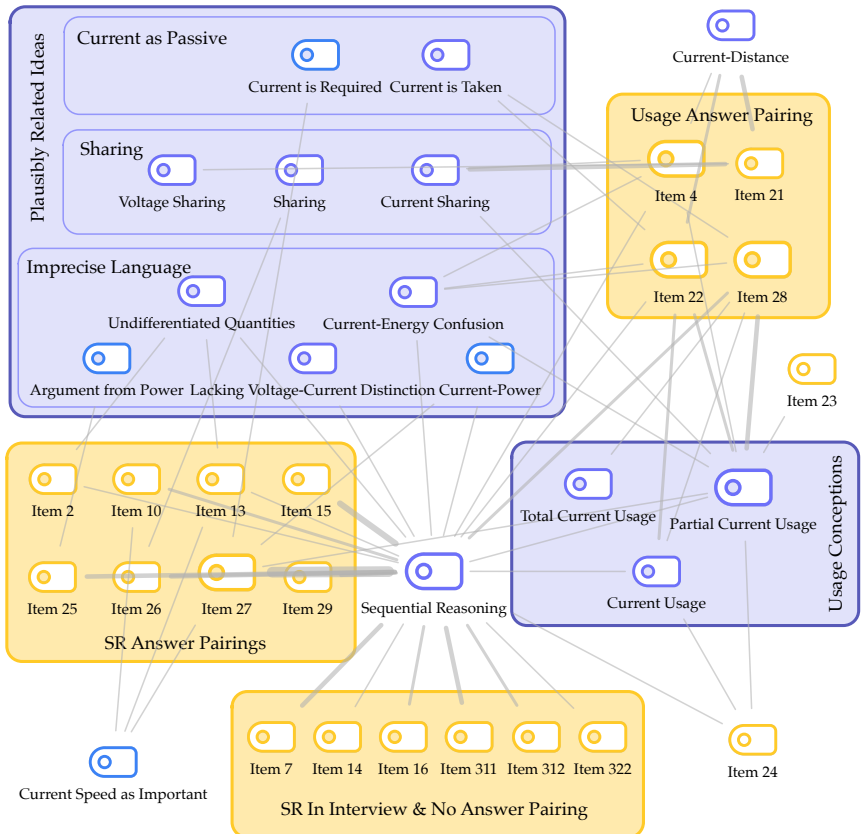 Plausibly Related Ideas
Current as Passive
Current is Required
Current is Taken
Sharing
Voltage Sharing
Sharing
Current Sharing
Imprecise Language
Undifferentiated Quantities
Current-Energy Confusion
Argument from Power
Lacking Voltage-Current Distinction
Current-Power
Current-Distance
Usage Answer Pairing
Item 4
Item 21
Item 22
Item 28
Item 23
Item 2
Item 10
Item 13
Item 15
Item 25
Item 26
Item 27
Item 29
SR Answer Pairings
Sequential Reasoning
Total Current Usage
Partial Current Usage
Current Usage
Usage Conceptions
Current Speed as Important
Item 7
Item 14
Item 16
Item 311
Item 312
Item 322
SR In Interview & No Answer Pairing
Item 24